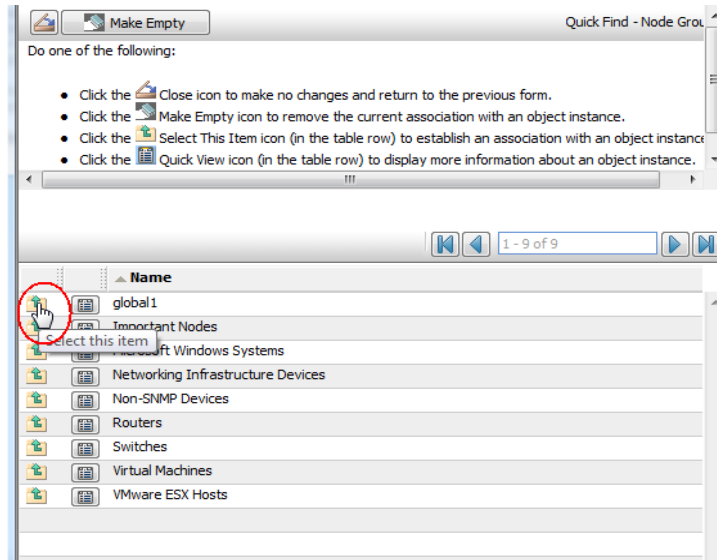 Make Empty Quick Find - Node Grou
Do one of the following:
• Click the Close icon to make no changes and return to the previous form.
• Click the Make Empty icon to remove the current association with an object instance.
• Click the Select This Item icon (in the table row) to establish an association with an object instance
• Click the Quick View icon (in the table row) to display more information about an object instance.
1 - 9 of 9
Name
global1
Important Nodes
Select this item
Microsoft Windows Systems
Networking Infrastructure Devices
Non-SNMP Devices
Routers
Switches
Virtual Machines
VMware ESX Hosts